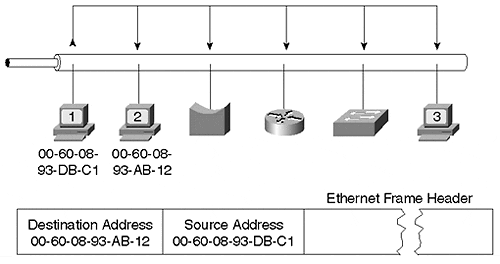 1
2
3
00-60-08-
93-DB-C1
00-60-08-
93-AB-12
Ethernet Frame Header
Destination Address
00-60-08-93-AB-12
Source Address
00-60-08-93-DB-C1